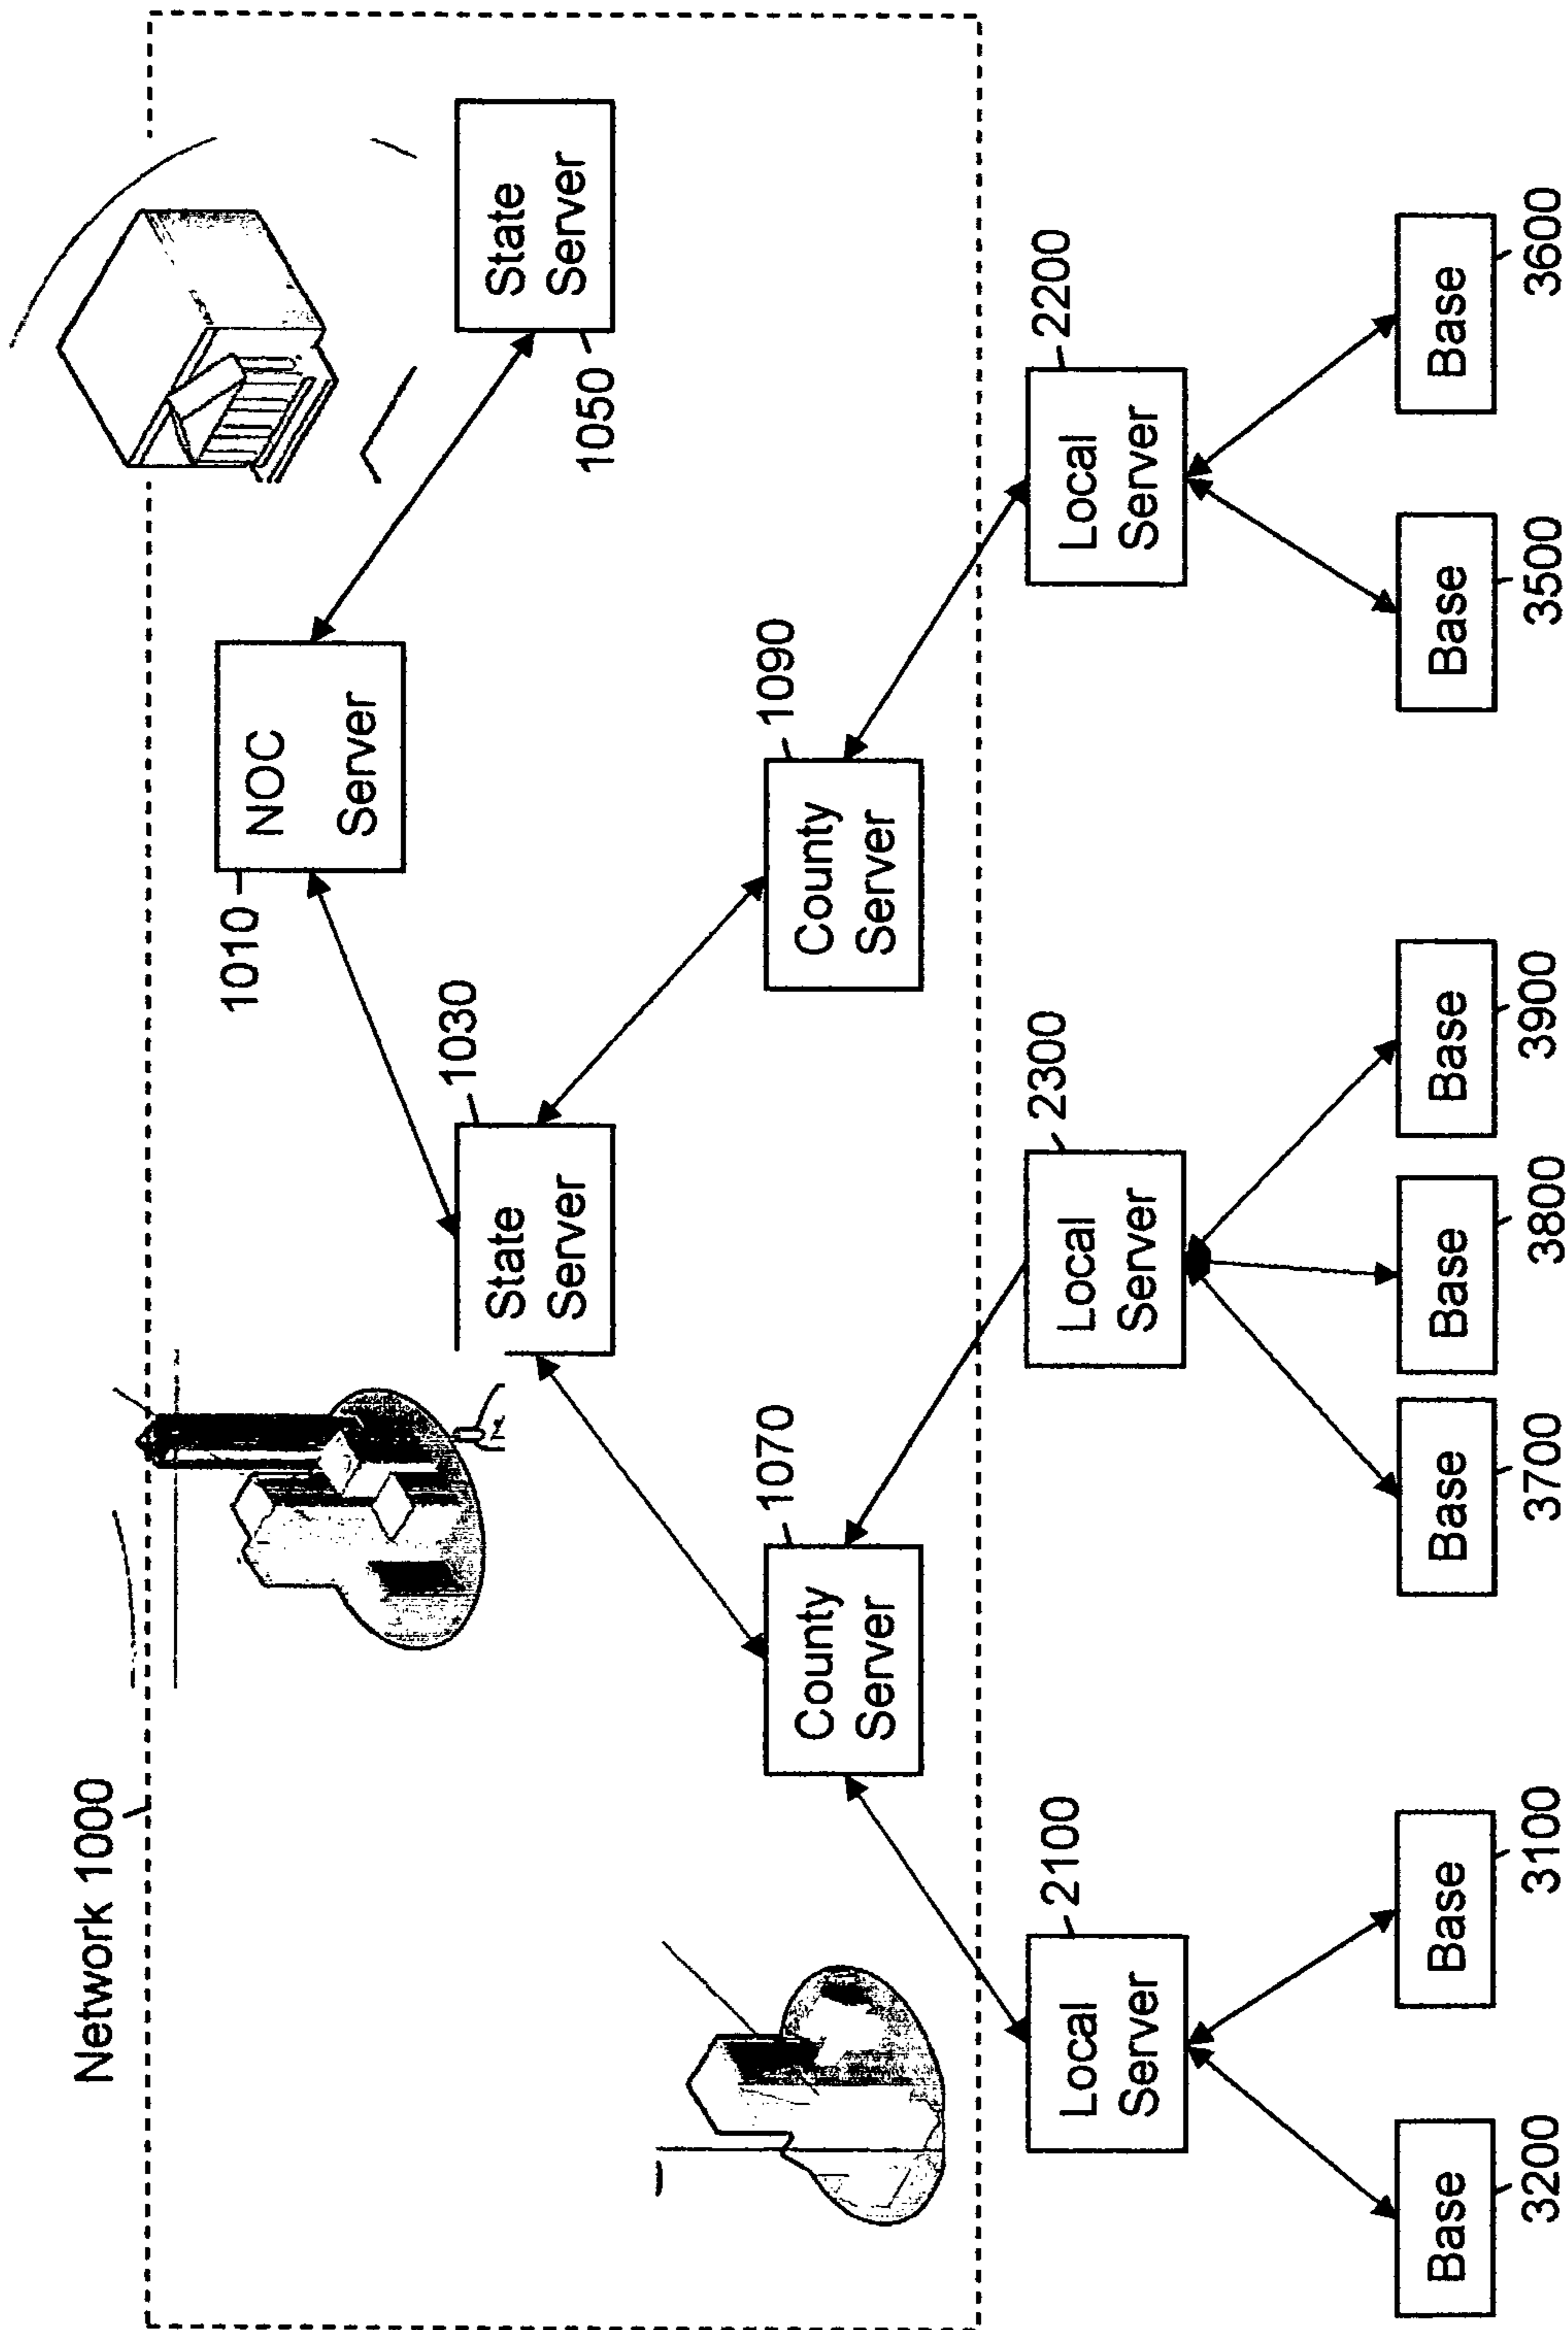 Network 1000
1010
NOC
Server
1030
State
Server
1050
State
Server
1070
County
Server
1090
County
Server
2100
Local
Server
2300
Local
Server
2200
Local
Server
Base
Base
Base
Base
Base
Base
Base
3200
3100
3700
3800
3900
3500
3600